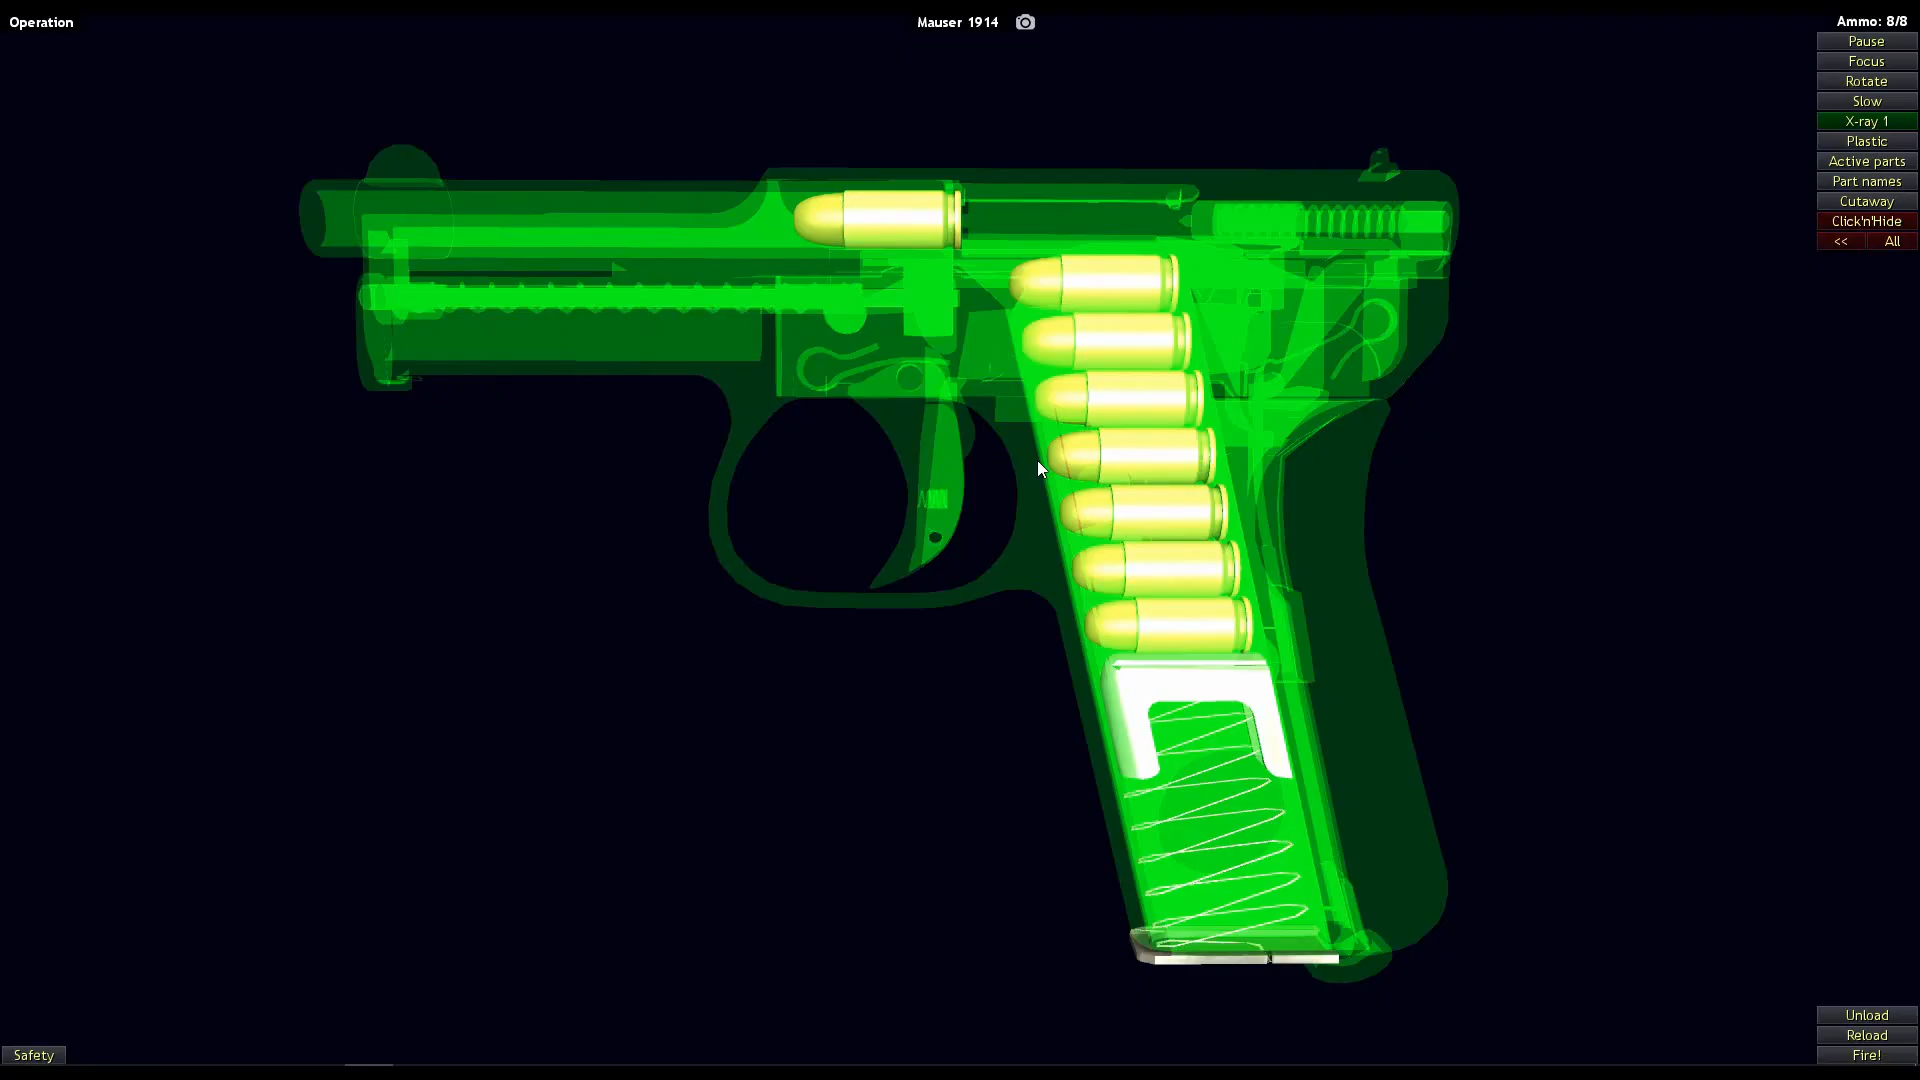 Operation
Mauser 1914
Ammo: 8/8
Pause
Focus
Rotate
Slow
X-ray 1
Plastic
Active parts
Part names
Cutaway
Click'n'Hide
<< All
Unload
Reload
Fire!
Safety